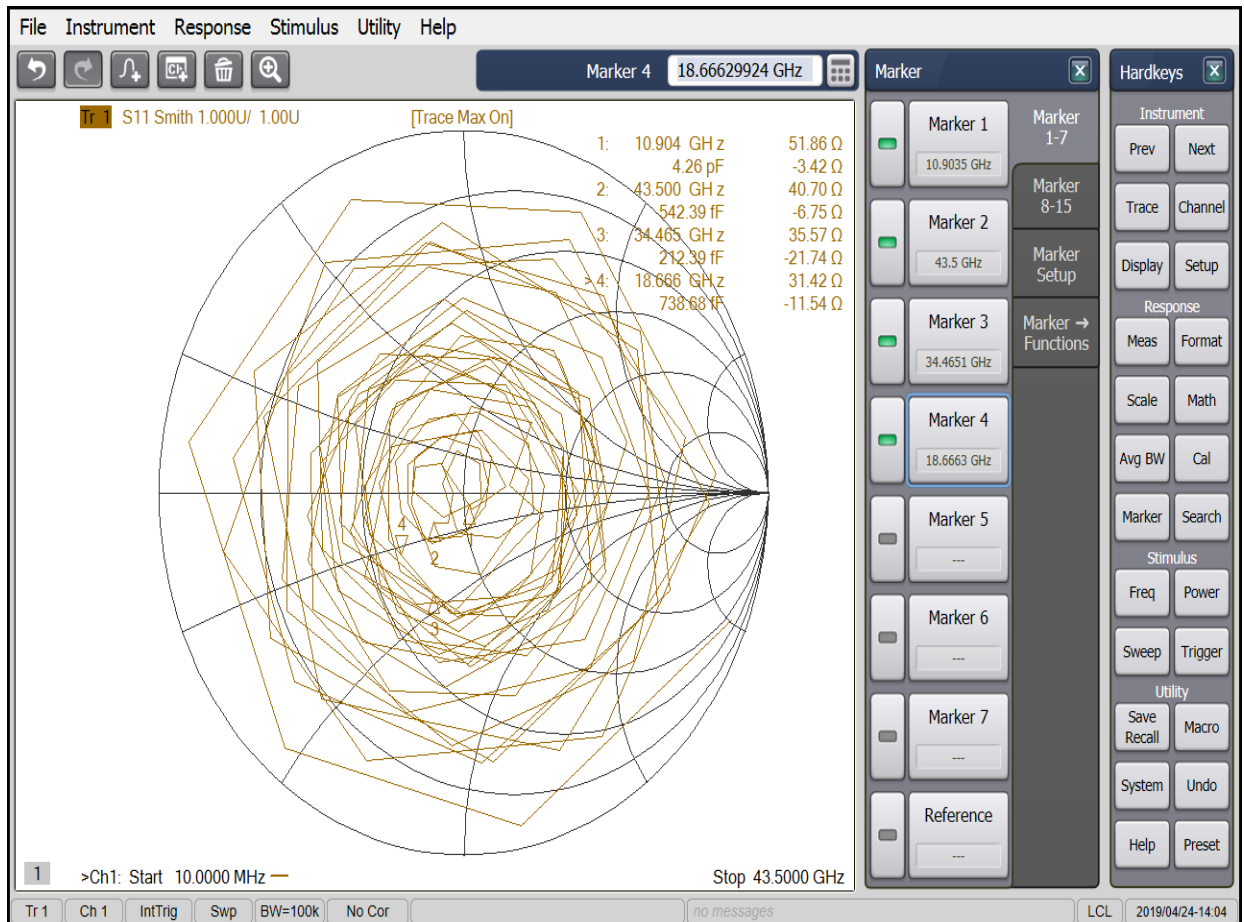 File Instrument Response Stimulus Utility Help
Marker 4 18.66629924 GHz
Tr 1 S11 Smith 1.000U/ 1.00U [Trace Max On]
1: 10.904 GHz 51.86 Ω
4.26 pF -3.42 Ω
2: 43.500 GHz 40.70 Ω
542.39 fF -6.75 Ω
3: 34.465 GHz 35.57 Ω
212.39 fF -21.74 Ω
> 4: 18.666 GHz 31.42 Ω
738.68 fF -11.54 Ω
4
2
3
1 >Ch1: Start 10.0000 MHz Stop 43.5000 GHz
Tr 1 Ch 1 IntTrig Swp BW=100k No Cor no messages LCL 2019/04/24-14:04
Marker X
Marker 1
10.9035 GHz
Marker 2
43.5 GHz
Marker 3
34.4651 GHz
Marker 4
18.6663 GHz
Marker 5
---
Marker 6
---
Marker 7
---
Reference
---
Marker
1-7
Marker
8-15
Marker
Setup
Marker ➔
Functions
Hardkeys X
Instrument
Prev Next
Trace Channel
Display Setup
Response
Meas Format
Scale Math
Avg BW Cal
Marker Search
Stimulus
Freq Power
Sweep Trigger
Utility
Save
Recall Macro
System Undo
Help Preset